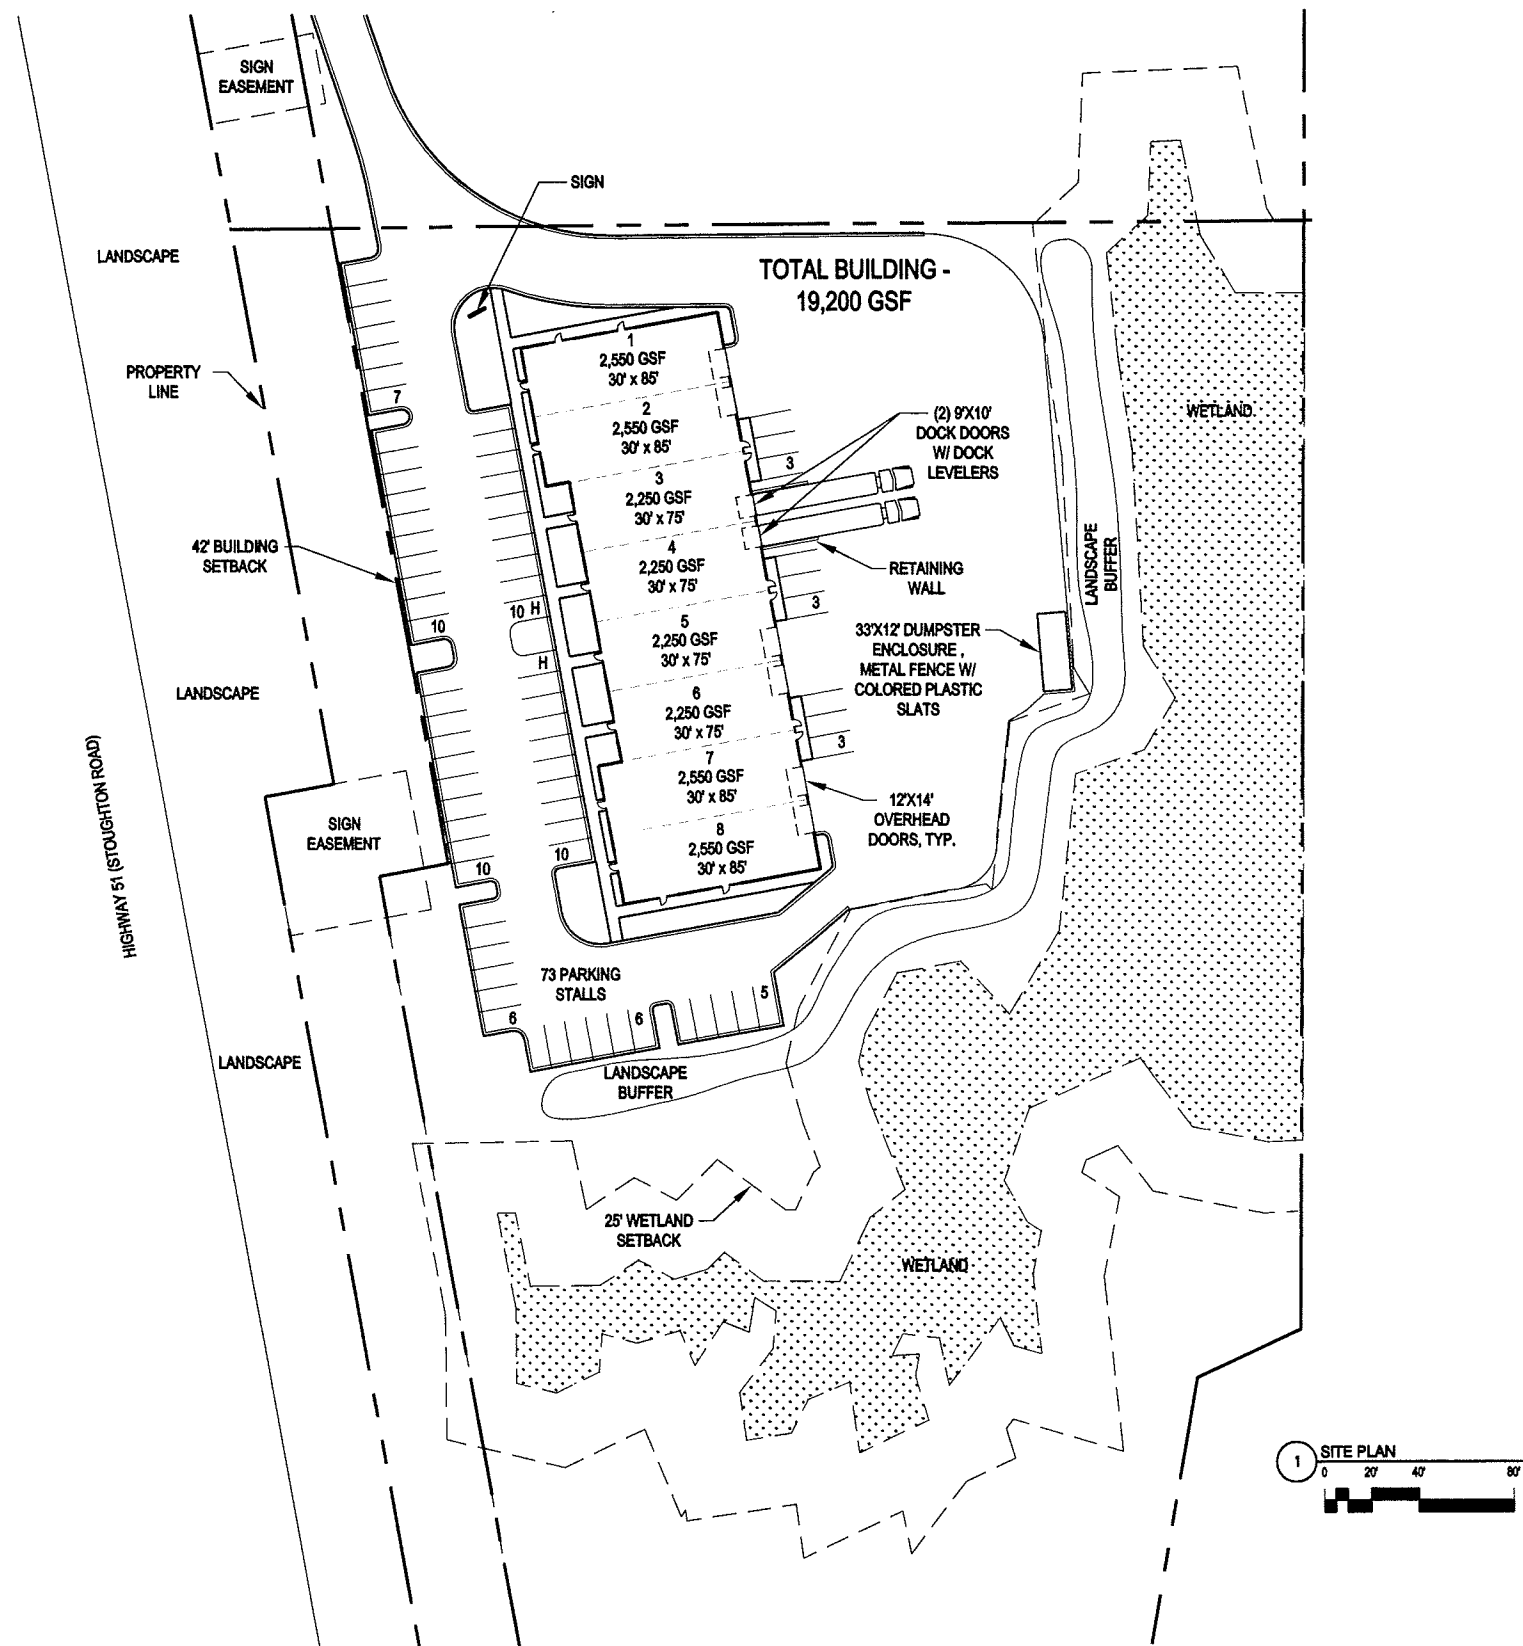 SIGN
EASEMENT
SIGN
LANDSCAPE
TOTAL BUILDING -
19,200 GSF
PROPERTY
LINE
7
1
2,550 GSF
30' x 85'
2
2,550 GSF
30' x 85'
3
2,250 GSF
30' x 75'
4
2,250 GSF
30' x 75'
5
2,250 GSF
30' x 75'
6
2,250 GSF
30' x 75'
7
2,550 GSF
30' x 85'
8
2,550 GSF
30' x 85'
(2) 9'X10'
DOCK DOORS
W/ DOCK
LEVELERS
3
WETLAND
42' BUILDING
SETBACK
RETAINING
WALL
LANDSCAPE
BUFFER
10 H
H
10
3
33'X12' DUMPSTER
ENCLOSURE ,
METAL FENCE W/
COLORED PLASTIC
SLATS
LANDSCAPE
3
HIGHWAY 51 (STOUGHTON ROAD)
SIGN
EASEMENT
12'X14'
OVERHEAD
DOORS, TYP.
10
10
73 PARKING
STALLS
6
6
5
LANDSCAPE
LANDSCAPE
BUFFER
25' WETLAND
SETBACK
WETLAND
1
SITE PLAN
0 20' 40' 80'